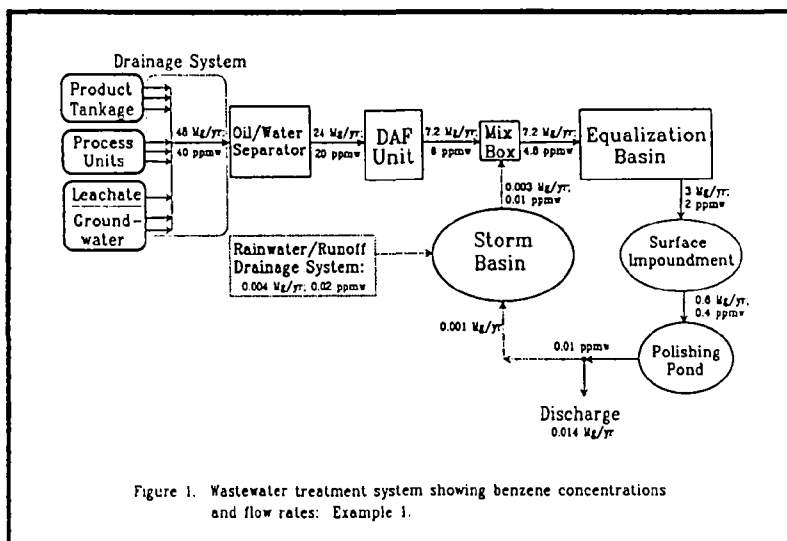 Drainage System
Product
Tankage
Process
Units
Leachate
Ground-
water
48 Mg/yr;
40 ppmw
Oil/Water
Separator
24 Mg/yr;
20 ppmw
DAF
Unit
7.2 Mg/yr;
6 ppmw
Mix
Box
7.2 Mg/yr;
4.8 ppmw
Equalization
Basin
3 Mg/yr;
2 ppmw
Surface
Impoundment
0.6 Mg/yr;
0.4 ppmw
Polishing
Pond
0.01 ppmw
Discharge
0.014 Mg/yr
0.001 Mg/yr
Storm
Basin
0.003 Mg/yr;
0.01 ppmw
Rainwater/Runoff
Drainage System:
0.004 Mg/yr; 0.02 ppmw
Figure 1. Wastewater treatment system showing benzene concentrations
and flow rates: Example 1.